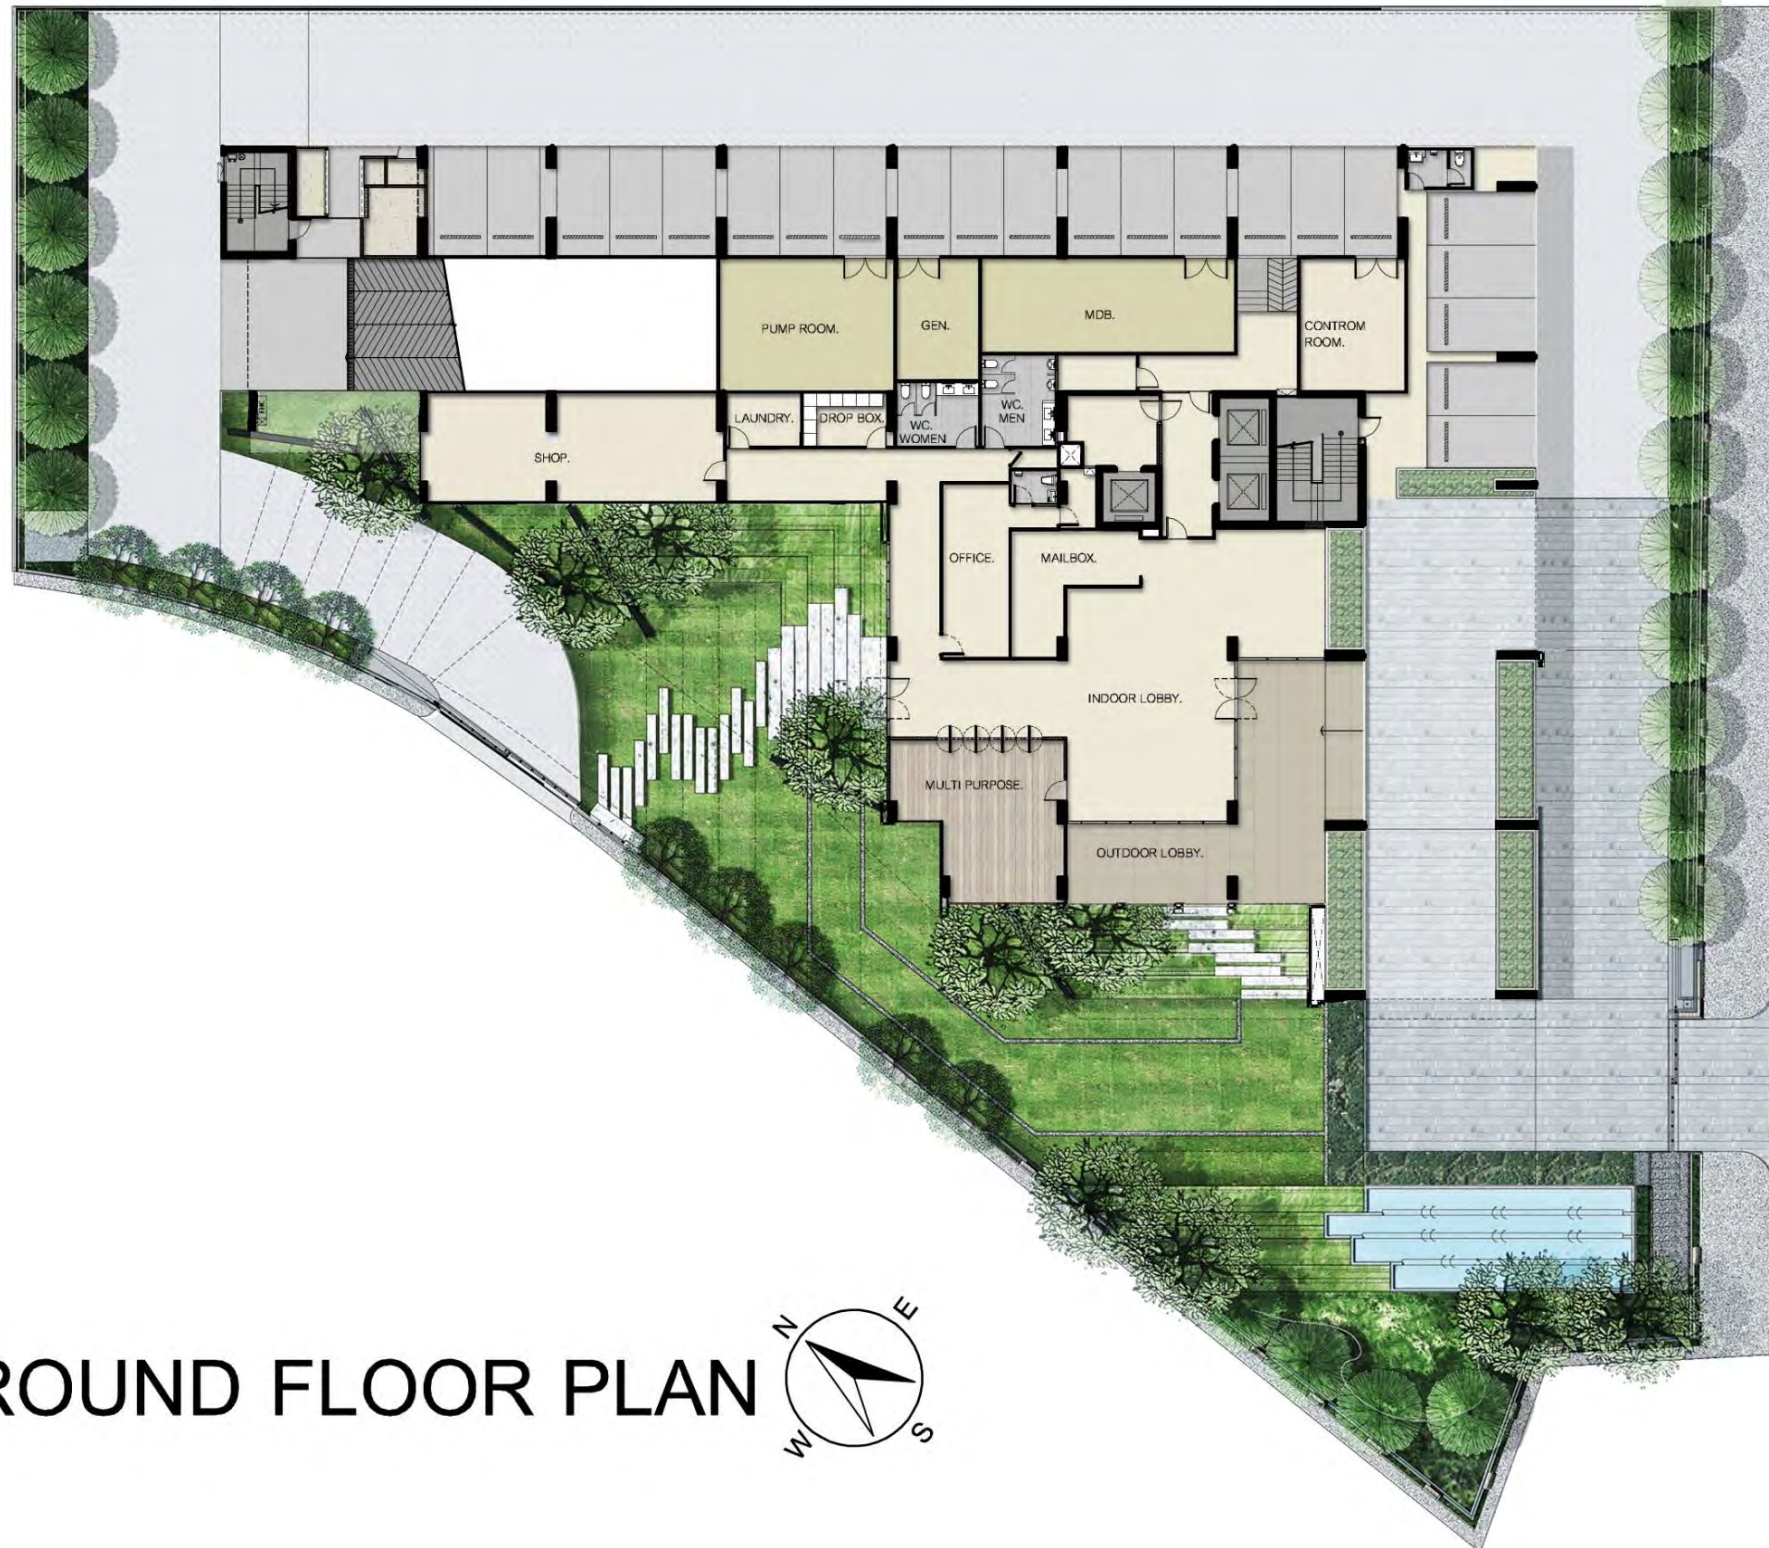 PUMP ROOM.
GEN.
MDB.
CONTROM
ROOM.
LAUNDRY.
DROP BOX.
WC.
WOMEN
WC.
MEN
SHOP.
OFFICE.
MAILBOX.
INDOOR LOBBY.
MULTI PURPOSE.
OUTDOOR LOBBY.
N
E
ROUND FLOOR PLAN
W
S